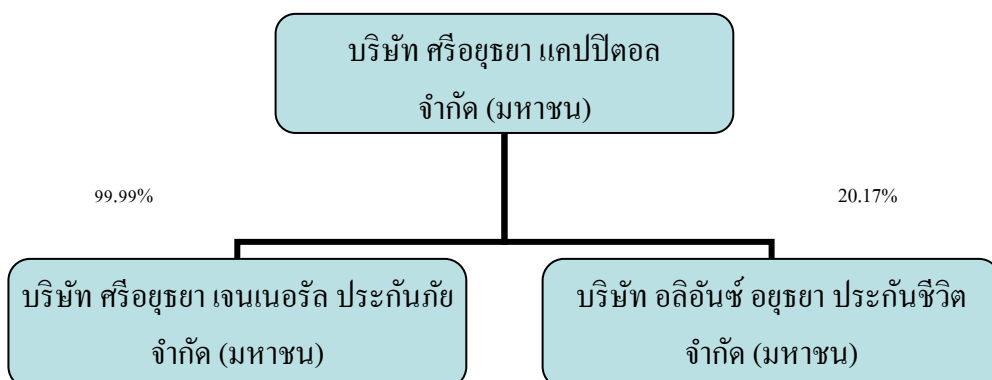 บริษัท ศรีอยุธยา แคปปิตอล
จำกัด (มหาชน)
99.99%
20.17%
บริษัท ศรีอยุธยา เจนเนอรัล ประกันภัย
จำกัด (มหาชน)
บริษัท อลิอันซ์ อยุธยา ประกันชีวิต
จำกัด (มหาชน)